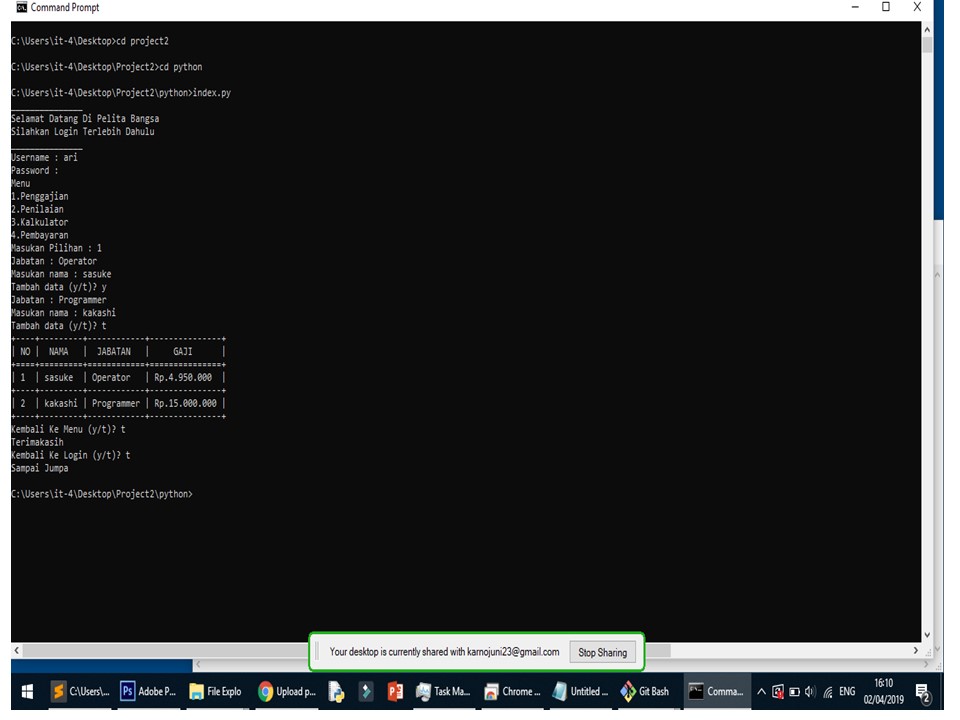 Command Prompt
C:\Users\it-4\Desktop>cd project2
C:\Users\it-4\Desktop\Project2>cd python
C:\Users\it-4\Desktop\Project2\python>index.py
_______________
Selamat Datang Di Pelita Bangsa
Silahkan Login Terlebih Dahulu
_______________
Username : ari
Password :
Menu
1.Penggajian
2.Penilaian
3.Kalkulator
4.Pembayaran
Masukan Pilihan : 1
Jabatan : Operator
Masukan nama : sasuke
Tambah data (y/t)? y
Jabatan : Programmer
Masukan nama : kakashi
Tambah data (y/t)? t
+----+---------+------------+---------------+
| NO | NAMA | JABATAN | GAJI |
+====+=========+============+===============+
| 1 | sasuke | Operator | Rp.4.950.000 |
+----+---------+------------+---------------+
| 2 | kakashi | Programmer | Rp.15.000.000 |
+----+---------+------------+---------------+
Kembali Ke Menu (y/t)? t
Terimakasih
Kembali Ke Login (y/t)? t
Sampai Jumpa
C:\Users\it-4\Desktop\Project2\python>
Your desktop is currently shared with karnojuni23@gmail.com Stop Sharing
C:\Users\... Adobe P... File Explo Upload p... Task Ma... Chrome ... Untitled ... Git Bash Comma... ENG 16:10
02/04/2019 2